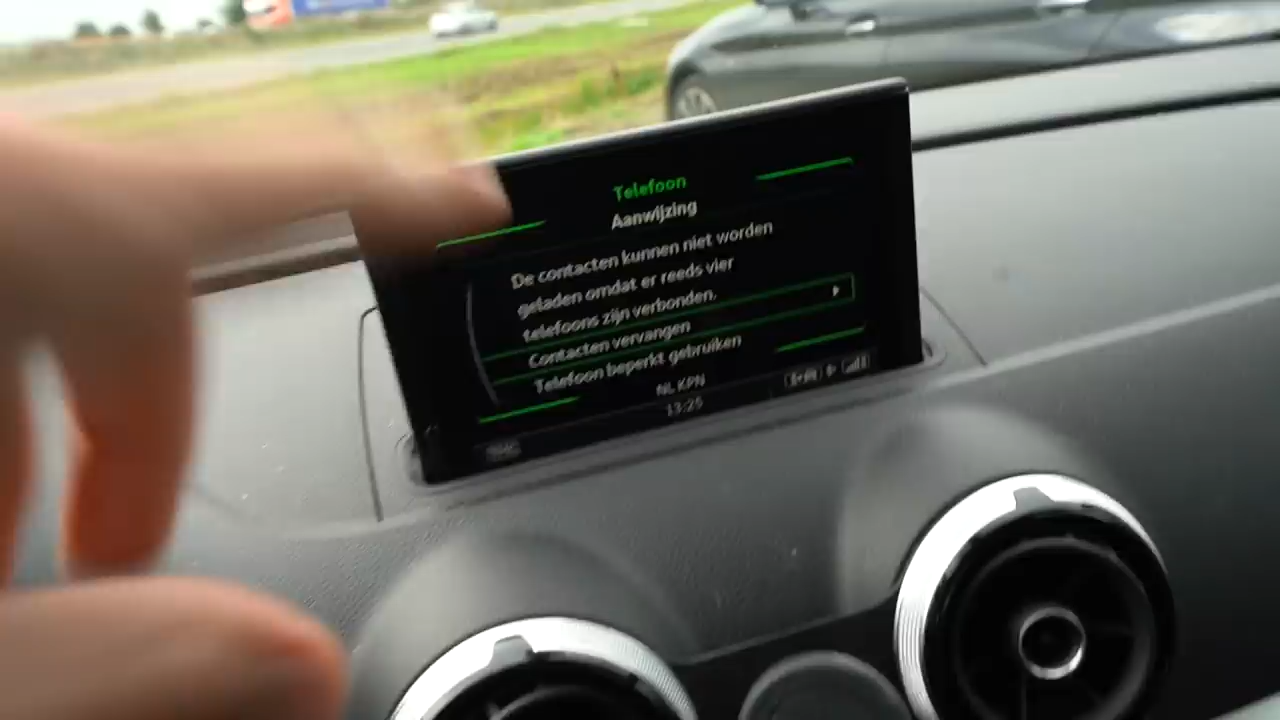 Telefoon
Aanwijzing
De contacten kunnen niet worden
geladen omdat er reeds vier
telefoons zijn verbonden.
Contacten vervangen
Telefoon beperkt gebruiken
NL KPN
13:25